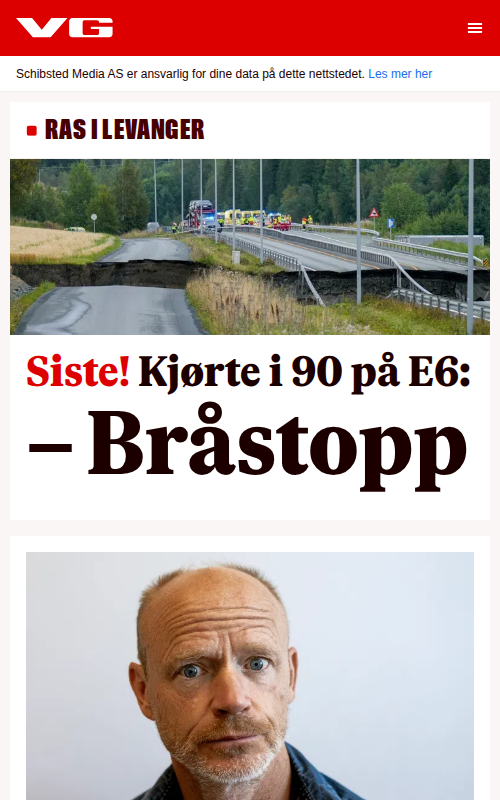 VG
Schibsted Media AS er ansvarlig for dine data på dette nettstedet. Les mer her
RAS I LEVANGER
Siste! Kjørte i 90 på E6:
– Bråstopp